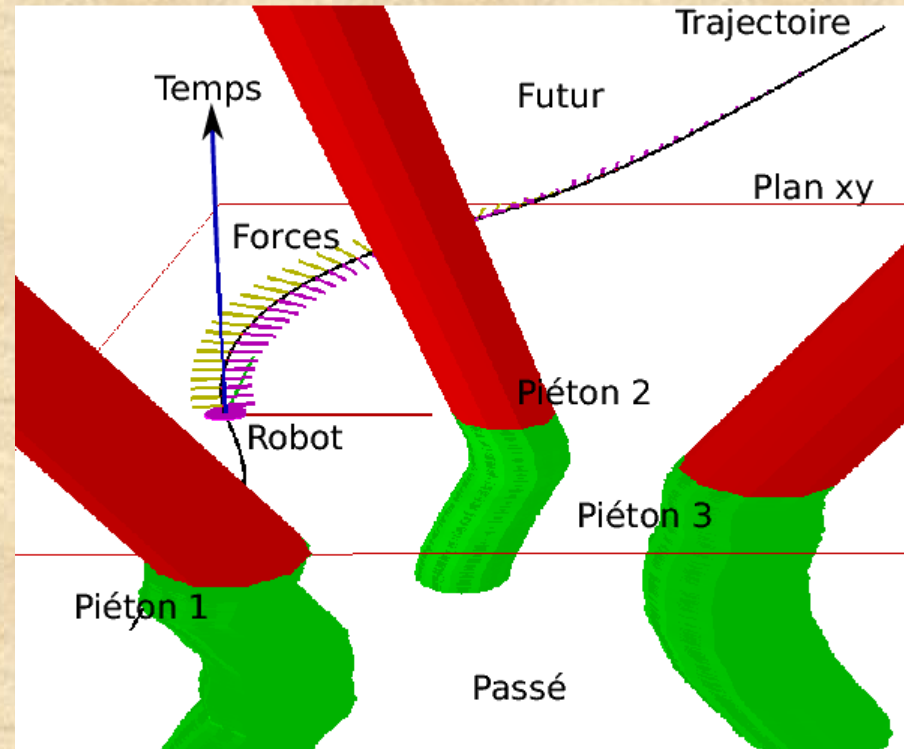 Trajectoire
Temps
Futur
Plan xy
Forces
Piéton 2
Robot
Piéton 3
Piéton 1
Passé